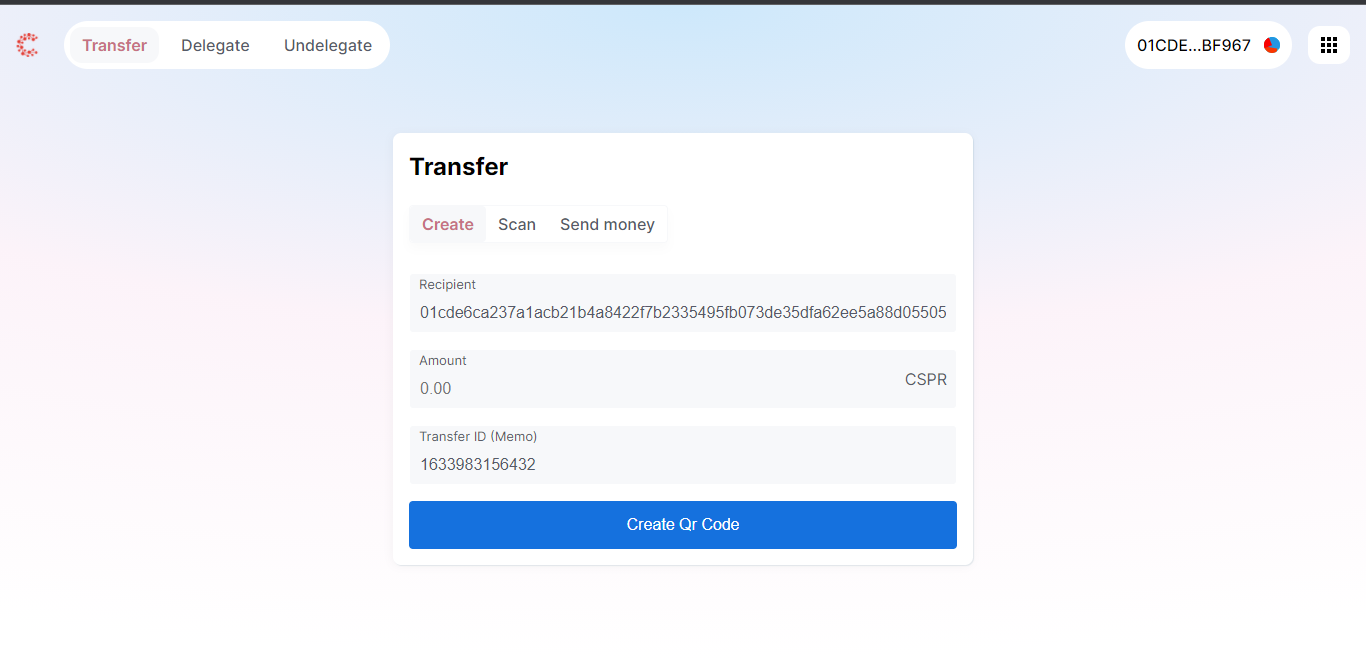 Transfer Delegate Undelegate 01CDE...BF967
Transfer
Create Scan Send money
Recipient
01cde6ca237a1acb21b4a8422f7b2335495fb073de35dfa62ee5a88d05505
Amount
0.00 CSPR
Transfer ID (Memo)
1633983156432
Create Qr Code